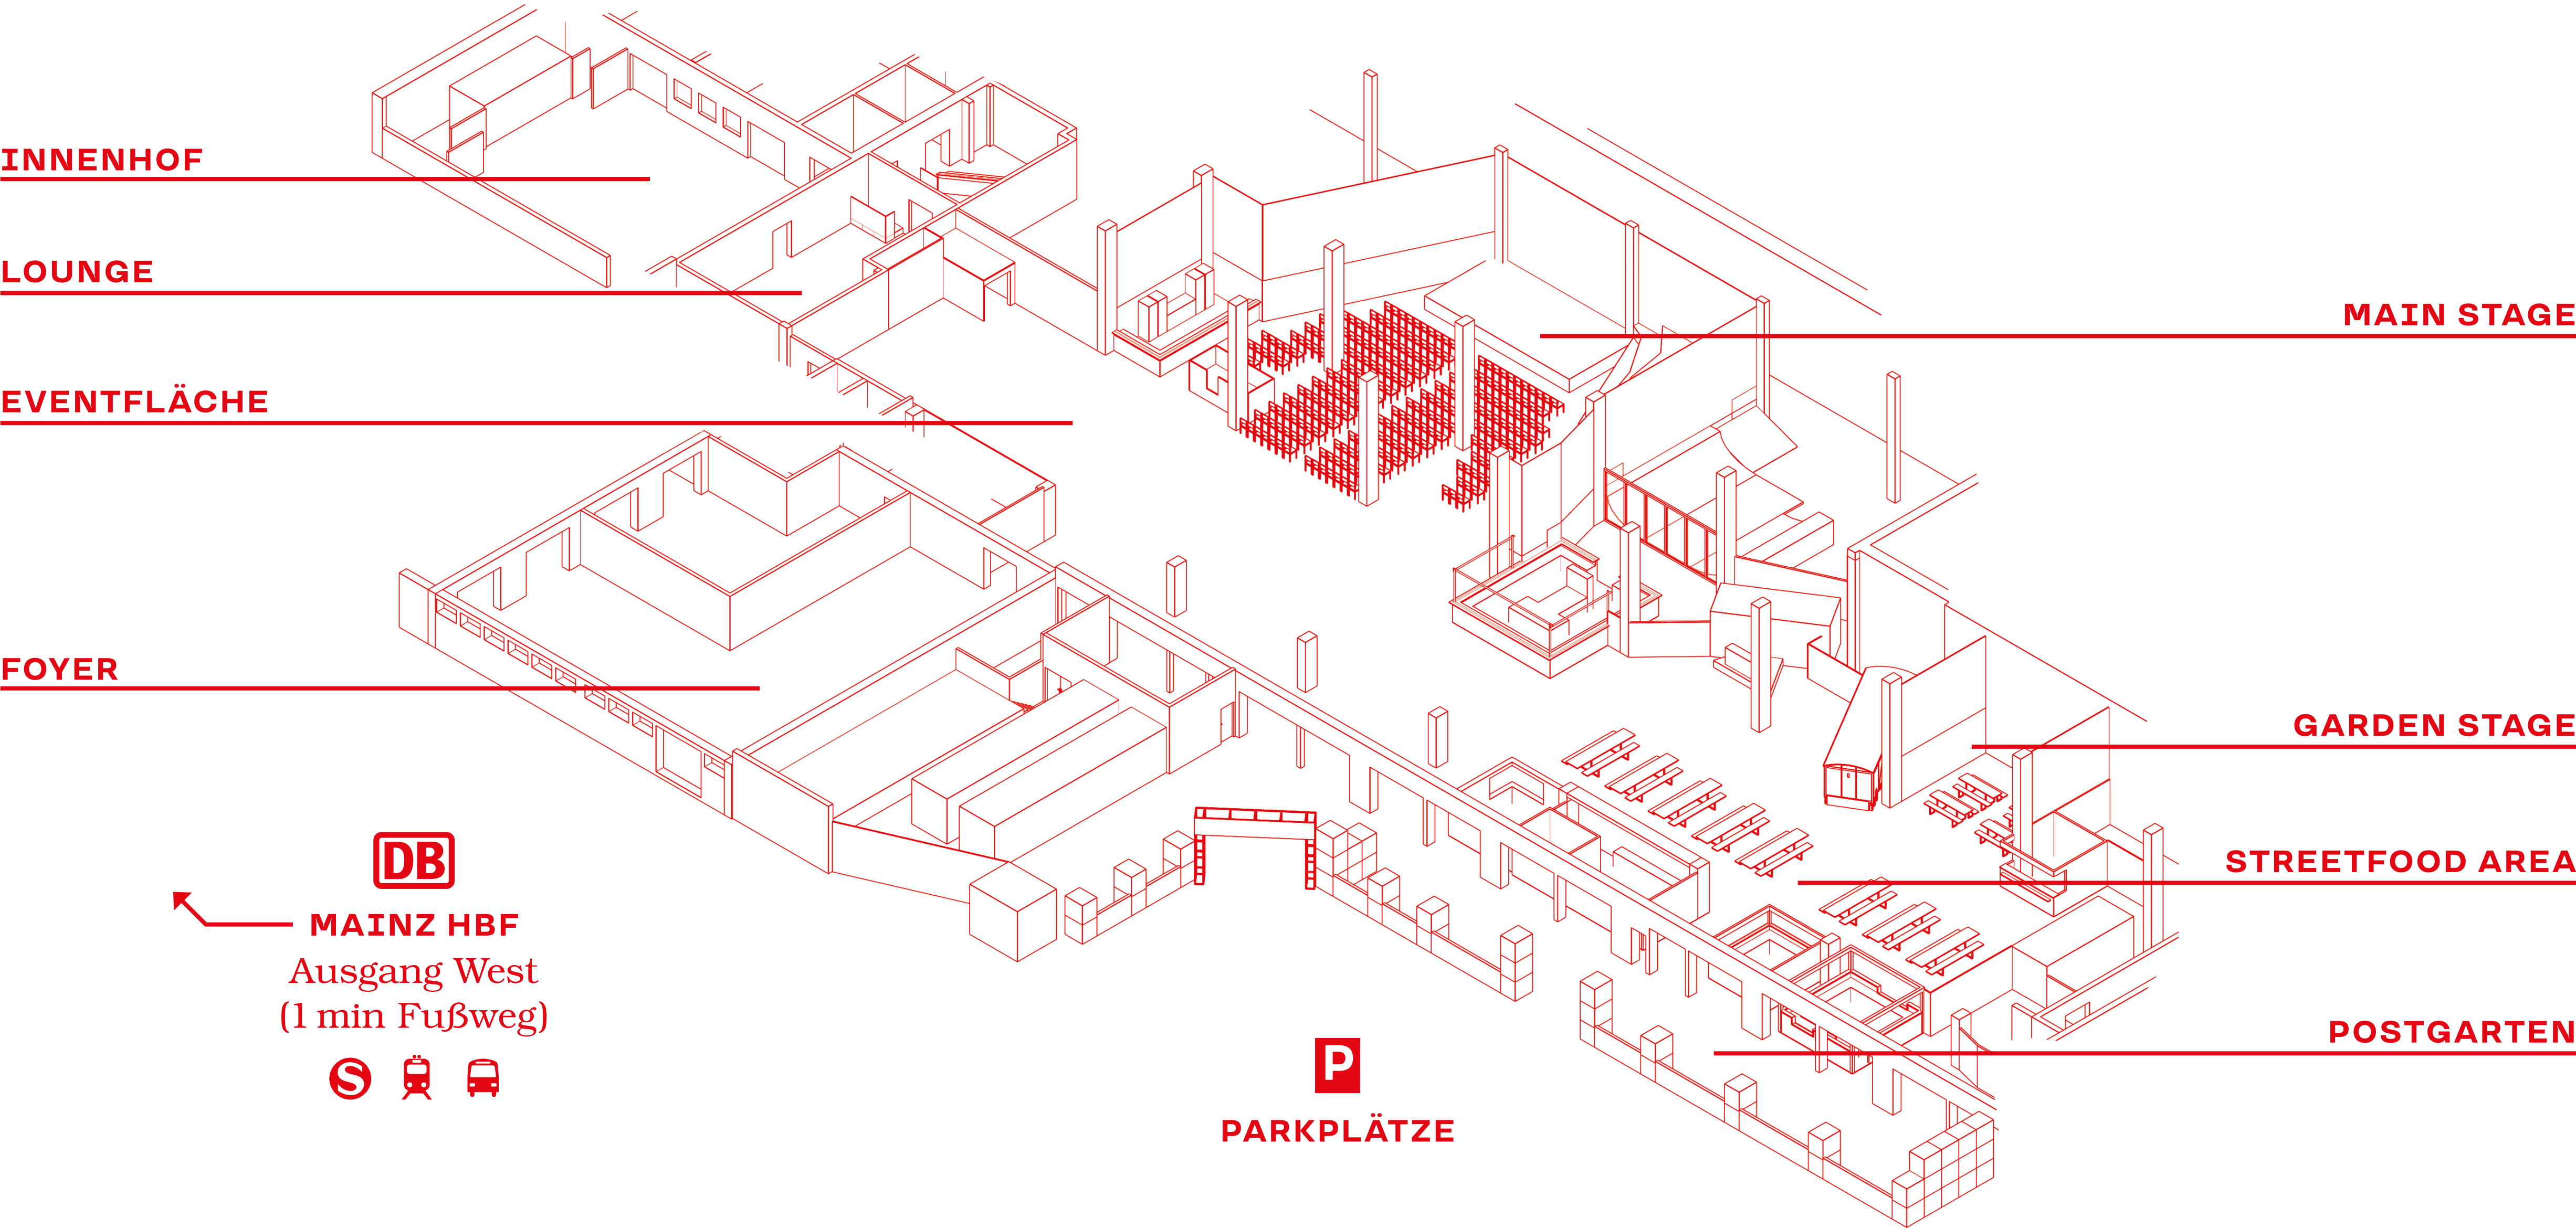 INNENHOF
LOUNGE
EVENTFLÄCHE
FOYER
MAIN STAGE
GARDEN STAGE
STREETFOOD AREA
POSTGARTEN
DB
MAINZ HBF
Ausgang West
(1 min Fußweg)
S
P
PARKPLÄTZE